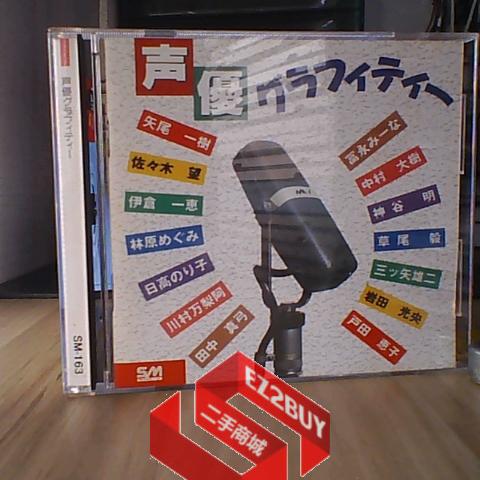 声優グラフィティー
声優グラフィティー
矢尾 一樹
佐々木 望
伊倉 一恵
林原めぐみ
日高のり子
川村万梨阿
田中 真弓
冨永みーな
中村 大樹
神谷 明
草尾 毅
三ッ矢雄二
岩田 光央
戸田 恵子
SM-163
SM
EZ2BUY
二手商城